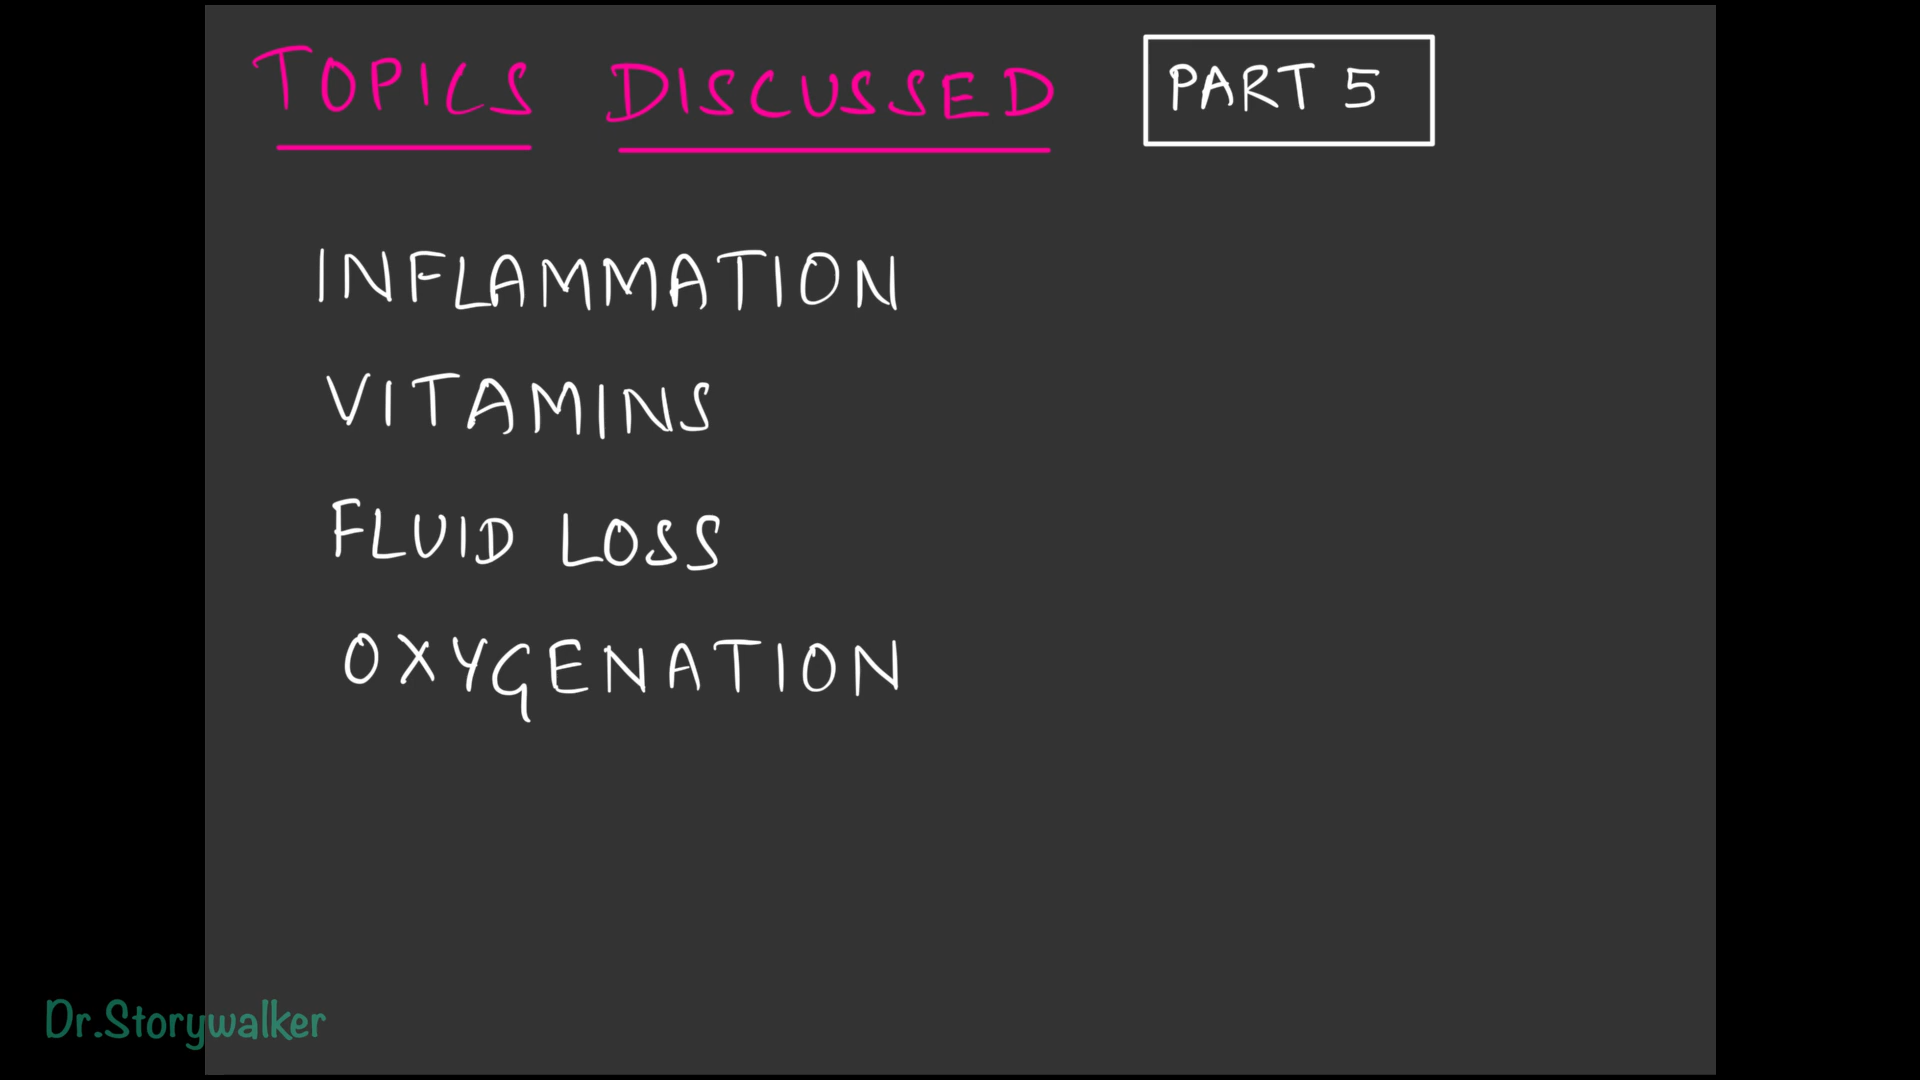 TOPICS DISCUSSED PART 5
INFLAMMATION
VITAMINS
FLUID LOSS
OXYGENATION
Dr.Storywalker